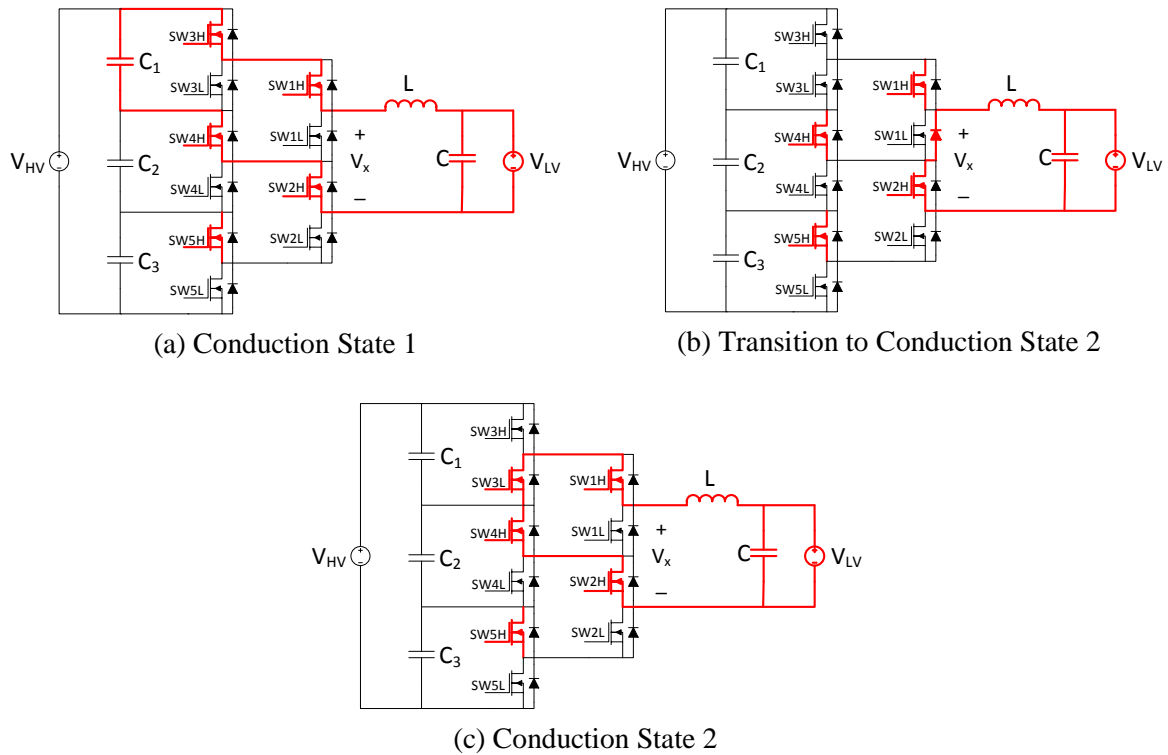 SW3H
C1
SW3L
SW1H
L
SW4H
SW1L
+
VHV
C2
Vx
C
VLV
SW4L
SW2H
–
SW5H
C3
SW2L
SW5L
(a) Conduction State 1
SW3H
C1
SW3L
SW1H
L
SW4H
SW1L
+
VHV
C2
Vx
C
VLV
SW4L
SW2H
–
SW5H
C3
SW2L
SW5L
(b) Transition to Conduction State 2
SW3H
C1
SW3L
SW1H
L
SW4H
SW1L
+
VHV
C2
Vx
C
VLV
SW4L
SW2H
–
SW5H
C3
SW2L
SW5L
(c) Conduction State 2